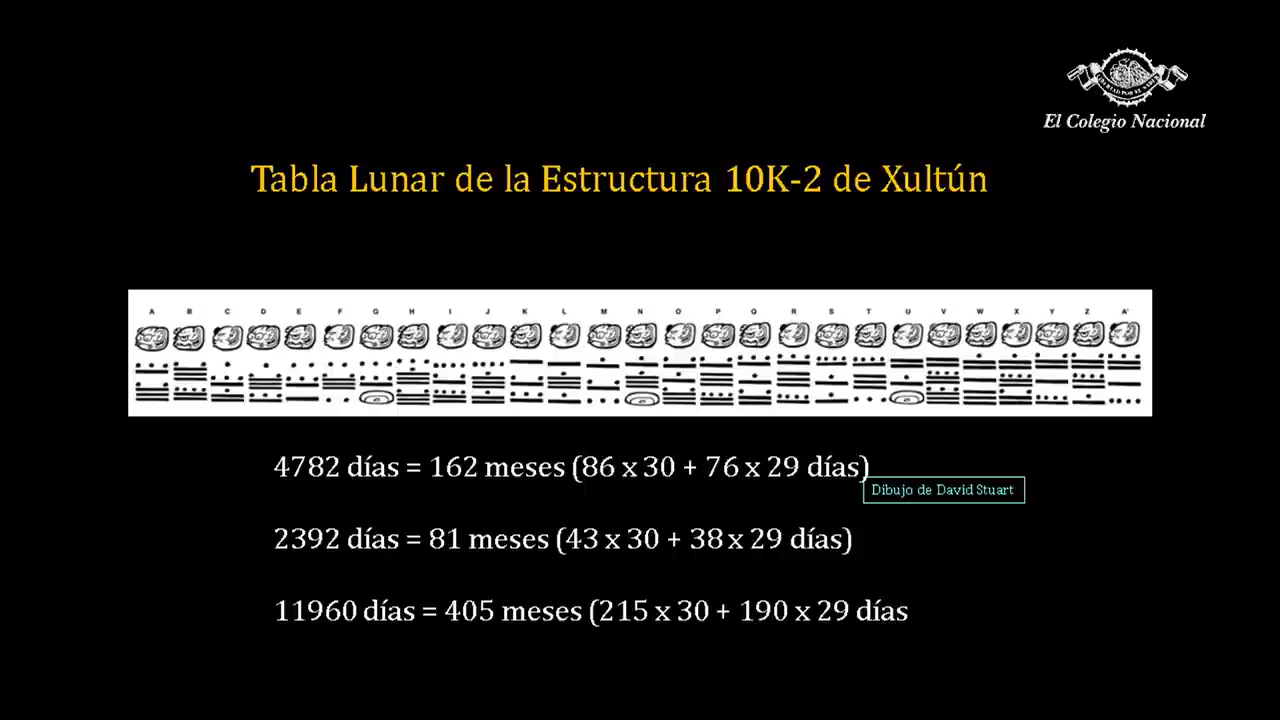 El Colegio Nacional
Tabla Lunar de la Estructura 10K-2 de Xultún
A B C D E F G H I J K L M N O P Q R S T U V W X Y Z A'
4782 días = 162 meses (86 x 30 + 76 x 29 días)
Dibujo de David Stuart
2392 días = 81 meses (43 x 30 + 38 x 29 días)
11960 días = 405 meses (215 x 30 + 190 x 29 días